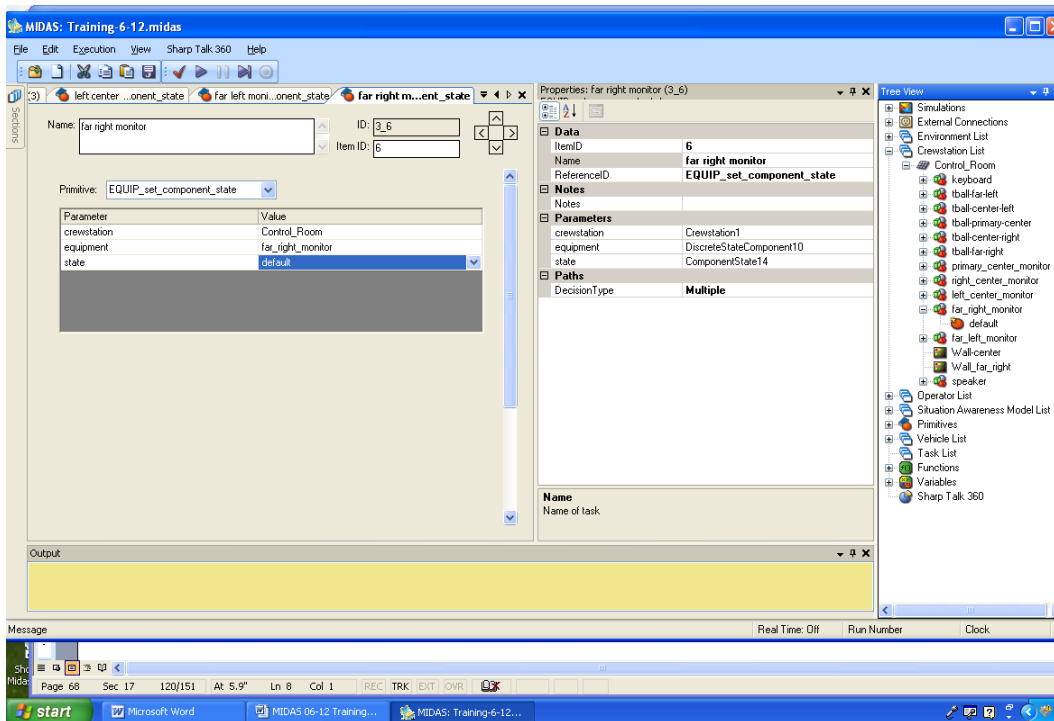 MIDAS: Training-6-12.midas
File Edit Execution View Sharp Talk 360 Help
(3) left center ...onent_state far left moni...onent_state far right m...ent_state
Sections
Name: far right monitor
ID: 3_6
Item ID: 6
Primitive: EQUIP_set_component_state
Parameter Value
crewstation Control_Room
equipment far_right_monitor
state default
Properties: far right monitor (3_6)
Data
ItemID 6
Name far right monitor
ReferenceID EQUIP_set_component_state
Notes
Notes
Parameters
crewstation Crewstation1
equipment DiscreteStateComponent10
state ComponentState14
Paths
DecisionType Multiple
Name
Name of task
Tree View
Simulations
External Connections
Environment List
Crewstation List
Control_Room
keyboard
tball-far-left
tball-center-left
tball-primary-center
tball-center-right
tball-far-right
primary_center_monitor
right_center_monitor
left_center_monitor
far_right_monitor
default
far_left_monitor
Wall-center
Wall_far_right
speaker
Operator List
Situation Awareness Model List
Primitives
Vehicle List
Task List
Functions
Variables
Sharp Talk 360
Output
Message Real Time: Off Run Number Clock
Sho
Midas
Page 68 Sec 17 120/151 At 5.9" Ln 8 Col 1 REC TRK EXT OVR
start Microsoft Word MIDAS 06-12 Training... MIDAS: Training-6-12...